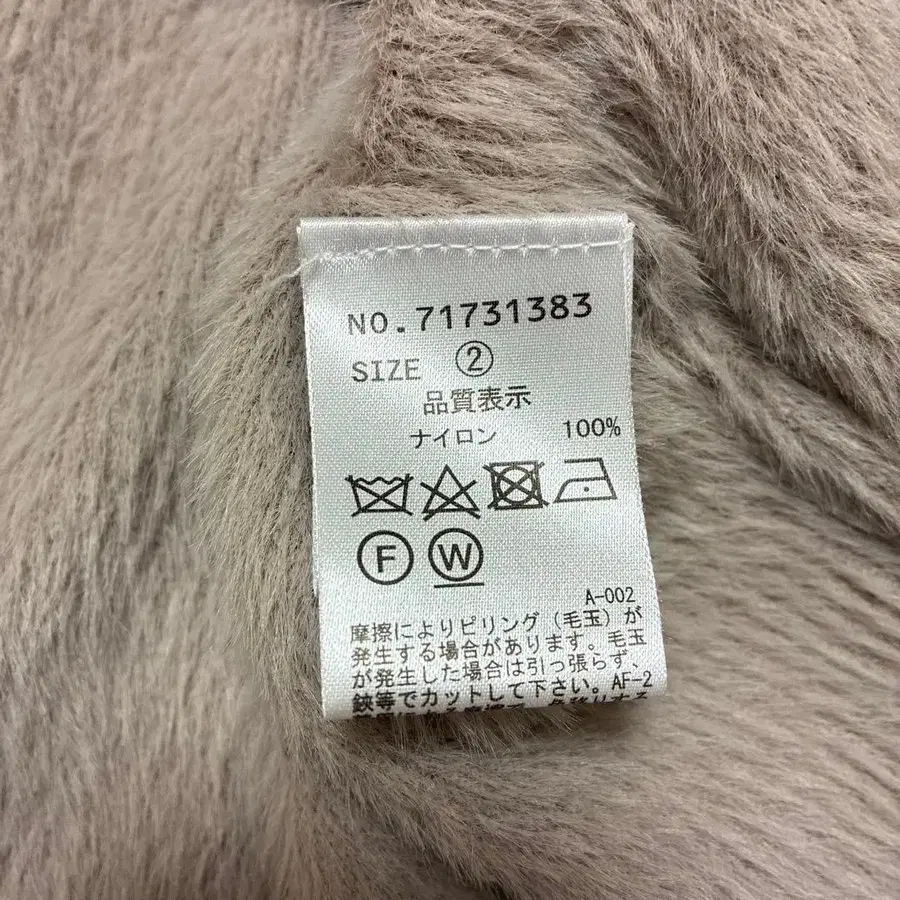 NO.71731383
SIZE ②
品質表示
ナイロン 100%
F W
A-002
摩擦によりピリング(毛玉)が
発生する場合があります。毛玉
が発生した場合は引っ張らず、
鋏等でカットして下さい。AF-2